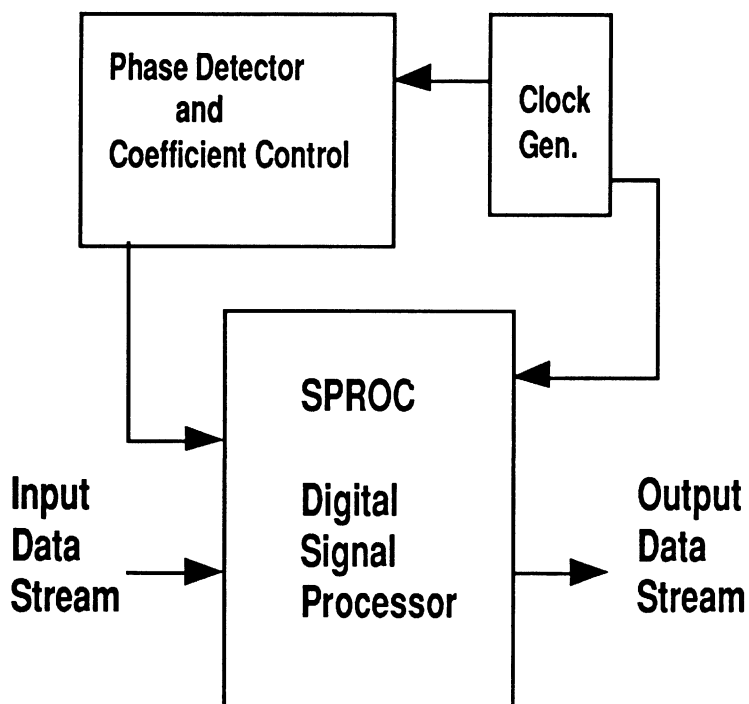 Phase Detector
and
Coefficient Control
Clock
Gen.
SPROC
Digital
Signal
Processor
Input
Data
Stream
Output
Data
Stream